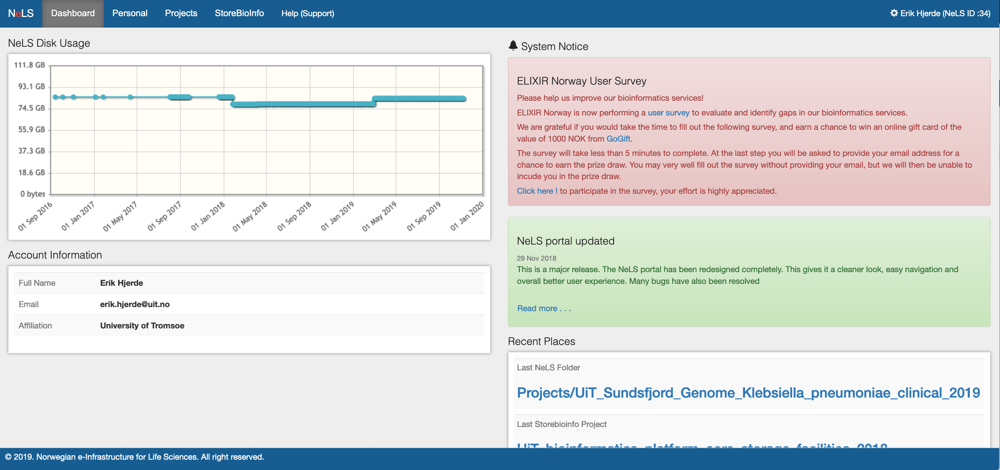 NeLS Dashboard Personal Projects StoreBioInfo Help (Support) Erik Hjerde (NeLS ID :34)
NeLS Disk Usage
111.8 GB
93.1 GB
74.5 GB
55.9 GB
37.3 GB
18.6 GB
0 bytes
01 Sep 2016 01 Jan 2017 01 May 2017 01 Sep 2017 01 Jan 2018 01 May 2018 01 Sep 2018 01 Jan 2019 01 May 2019 01 Sep 2019 01 Jan 2020
Account Information
Full Name Erik Hjerde
Email erik.hjerde@uit.no
Affiliation University of Tromsoe
System Notice
ELIXIR Norway User Survey
Please help us improve our bioinformatics services!
ELIXIR Norway is now performing a user survey to evaluate and identify gaps in our bioinformatics services.
We are grateful if you would take the time to fill out the following survey, and earn a chance to win an online gift card of the
value of 1000 NOK from GoGift.
The survey will take less than 5 minutes to complete. At the last step you will be asked to provide your email address for a
chance to earn the prize draw. You may very well fill out the survey without providing your email, but we will then be unable to
incude you in the prize draw.
Click here ! to participate in the survey, your effort is highly appreciated.
NeLS portal updated
29 Nov 2018
This is a major release. The NeLS portal has been redesigned completely. This gives it a cleaner look, easy navigation and
overall better user experience. Many bugs have also been resolved
Read more . . .
Recent Places
Last NeLS Folder
Projects/UiT_Sundsfjord_Genome_Klebsiella_pneumoniae_clinical_2019
Last Storebioinfo Project
UiT_bioinformatics_platform_core_storage_facilities_2018
© 2019. Norwegian e-Infrastructure for Life Sciences. All right reserved.